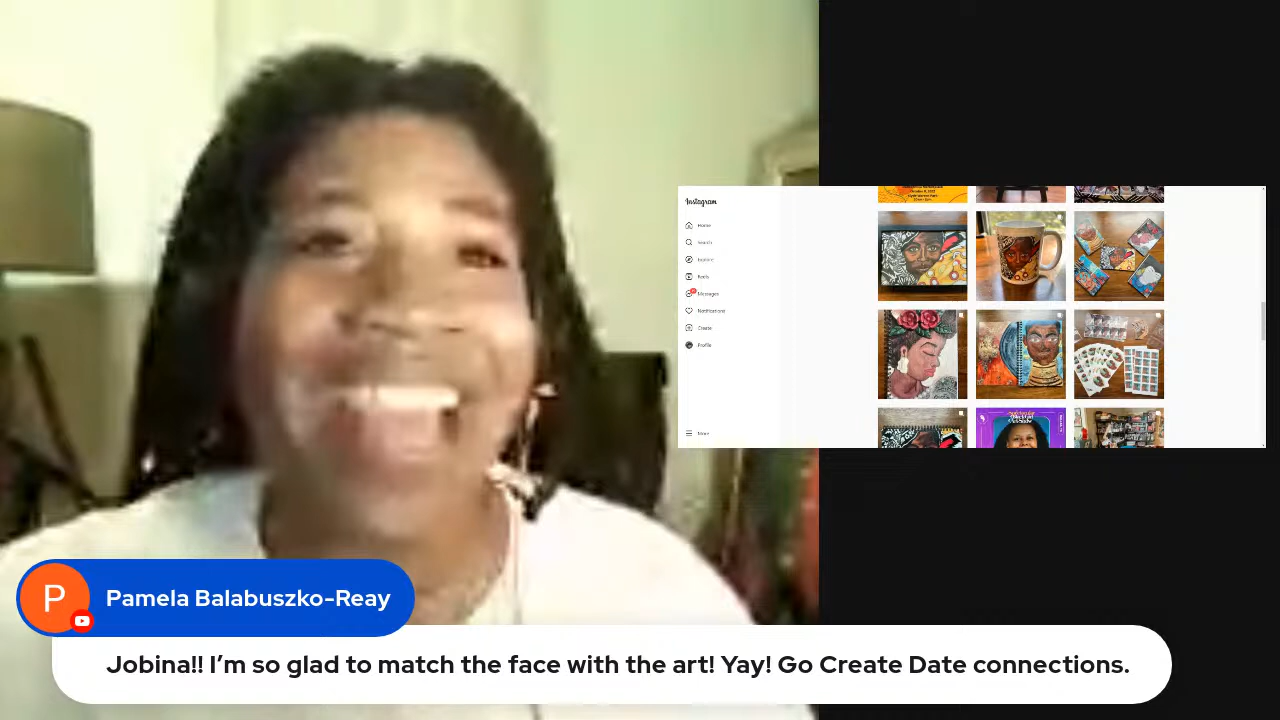 Instagram
Home
Search
Explore
Reels
Messages
Notifications
Create
Profile
More
P
Pamela Balabuszko-Reay
Jobina!! I’m so glad to match the face with the art! Yay! Go Create Date connections.